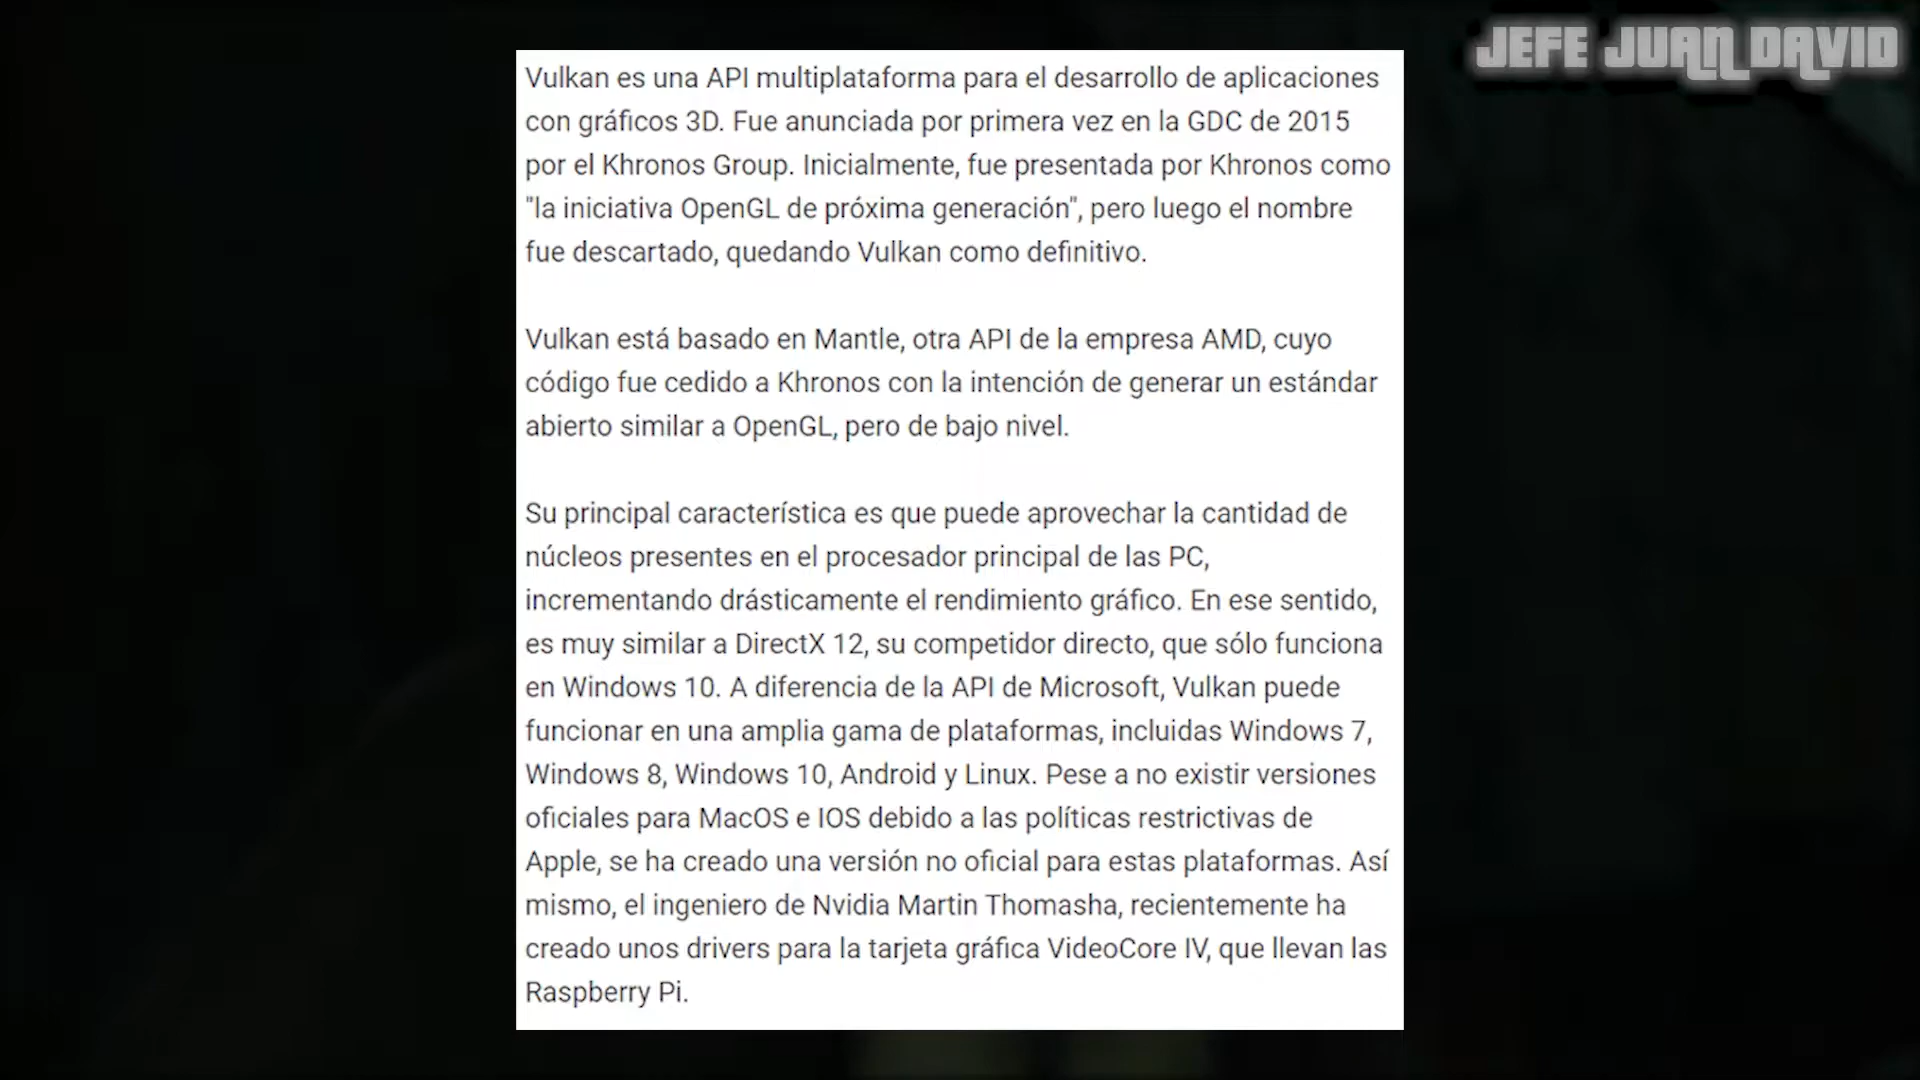 JEFE JUAN DAVID
Vulkan es una API multiplataforma para el desarrollo de aplicaciones
con gráficos 3D. Fue anunciada por primera vez en la GDC de 2015
por el Khronos Group. Inicialmente, fue presentada por Khronos como
"la iniciativa OpenGL de próxima generación", pero luego el nombre
fue descartado, quedando Vulkan como definitivo.
Vulkan está basado en Mantle, otra API de la empresa AMD, cuyo
código fue cedido a Khronos con la intención de generar un estándar
abierto similar a OpenGL, pero de bajo nivel.
Su principal característica es que puede aprovechar la cantidad de
núcleos presentes en el procesador principal de las PC,
incrementando drásticamente el rendimiento gráfico. En ese sentido,
es muy similar a DirectX 12, su competidor directo, que sólo funciona
en Windows 10. A diferencia de la API de Microsoft, Vulkan puede
funcionar en una amplia gama de plataformas, incluidas Windows 7,
Windows 8, Windows 10, Android y Linux. Pese a no existir versiones
oficiales para MacOS e IOS debido a las políticas restrictivas de
Apple, se ha creado una versión no oficial para estas plataformas. Así
mismo, el ingeniero de Nvidia Martin Thomasha, recientemente ha
creado unos drivers para la tarjeta gráfica VideoCore IV, que llevan las
Raspberry Pi.